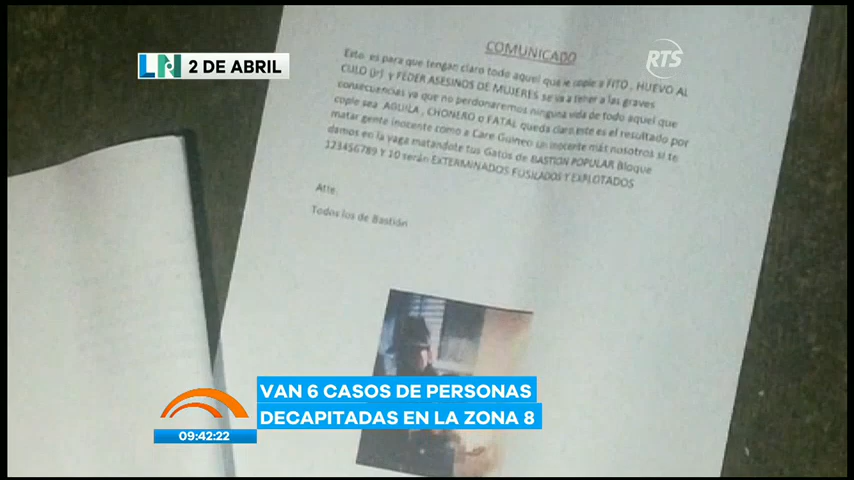 LN 2 DE ABRIL
RTS
COMUNICADO
Esto, es para que tengan claro todo aquel que le copie a FITO, HUEVO AL
CULO (jr) y FEDER ASESINOS DE MUJERES se va a tener a las graves
consecuencias ya que no perdonaremos ninguna vida de todo aquel que
cople sea AGUILA, CHONERO o FATAL queda claro este es el resultado por
matar gente inocente como a Care Guineo un inocente más nosotros si te
damos en la yaga matandote tus Gatos de BASTION POPULAR Bloque
123456789 Y 10 serán EXTERMINADOS FUSILADOS Y EXPLOTADOS
Atte.
Todos los de Bastión
VAN 6 CASOS DE PERSONAS
DECAPITADAS EN LA ZONA 8
09:42:22